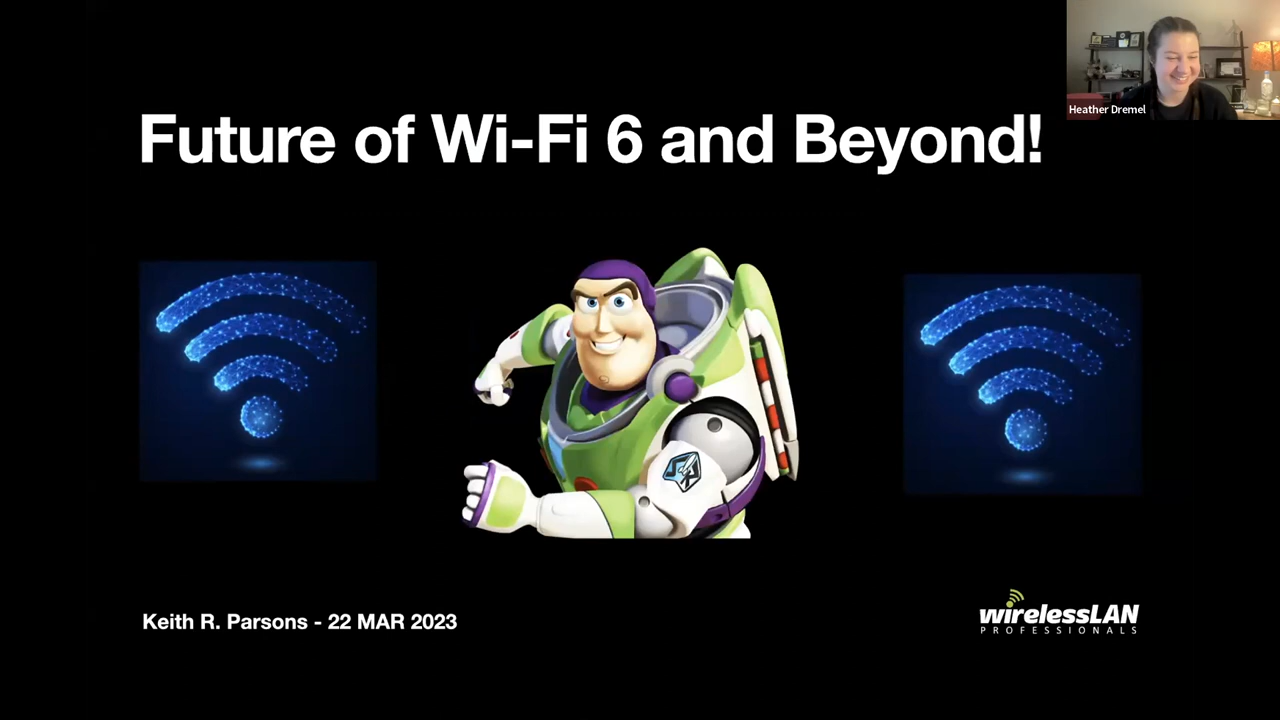 Future of Wi-Fi 6 and Beyond!
Heather Dremel
Keith R. Parsons - 22 MAR 2023
wirelessLAN
PROFESSIONALS